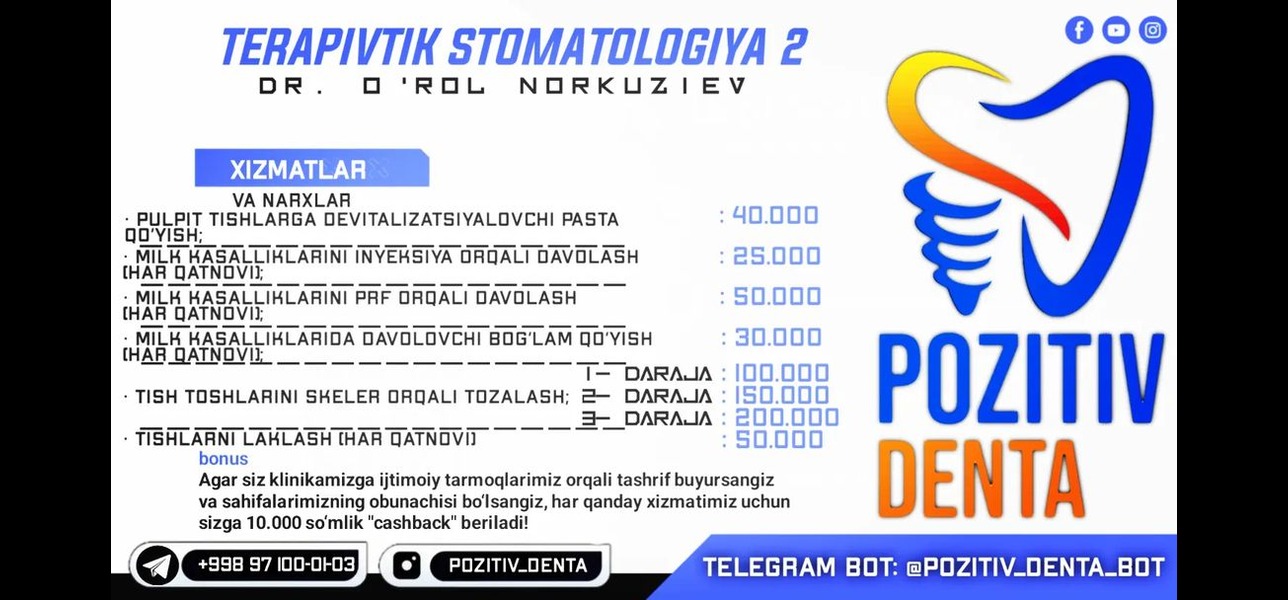 TERAPIVTIK STOMATOLOGIYA 2
DR. O'ROL NORKUZIEV
XIZMATLAR
VA NARXLAR
· PULPIT TISHLARGA DEVITALIZATSIYALOVCHI PASTA
QO'YISH;
: 40.000
· MILK KASALLIKLARINI INYEKSIYA ORQALI DAVOLASH
(HAR QATNOVI);
: 25.000
· MILK KASALLIKLARINI PRF ORQALI DAVOLASH
(HAR QATNOVI);
: 50.000
· MILK KASALLIKLARIDA DAVOLOVCHI BOG'LAM QO'YISH
(HAR QATNOVI);
: 30.000
1— DARAJA : 100.000
· TISH TOSHLARINI SKELER ORQALI TOZALASH; 2— DARAJA : 150.000
3— DARAJA : 200.000
· TISHLARNI LAKLASH (HAR QATNOVI) : 50.000
bonus
Agar siz klinikamizga ijtimoiy tarmoqlarimiz orqali tashrif buyursangiz
va sahifalarimizning obunachisi bo'lsangiz, har qanday xizmatimiz uchun
sizga 10.000 so'mlik "cashback" beriladi!
POZITIV
DENTA
+998 97 100-01-03
POZITIV_DENTA
TELEGRAM BOT: @POZITIV_DENTA_BOT